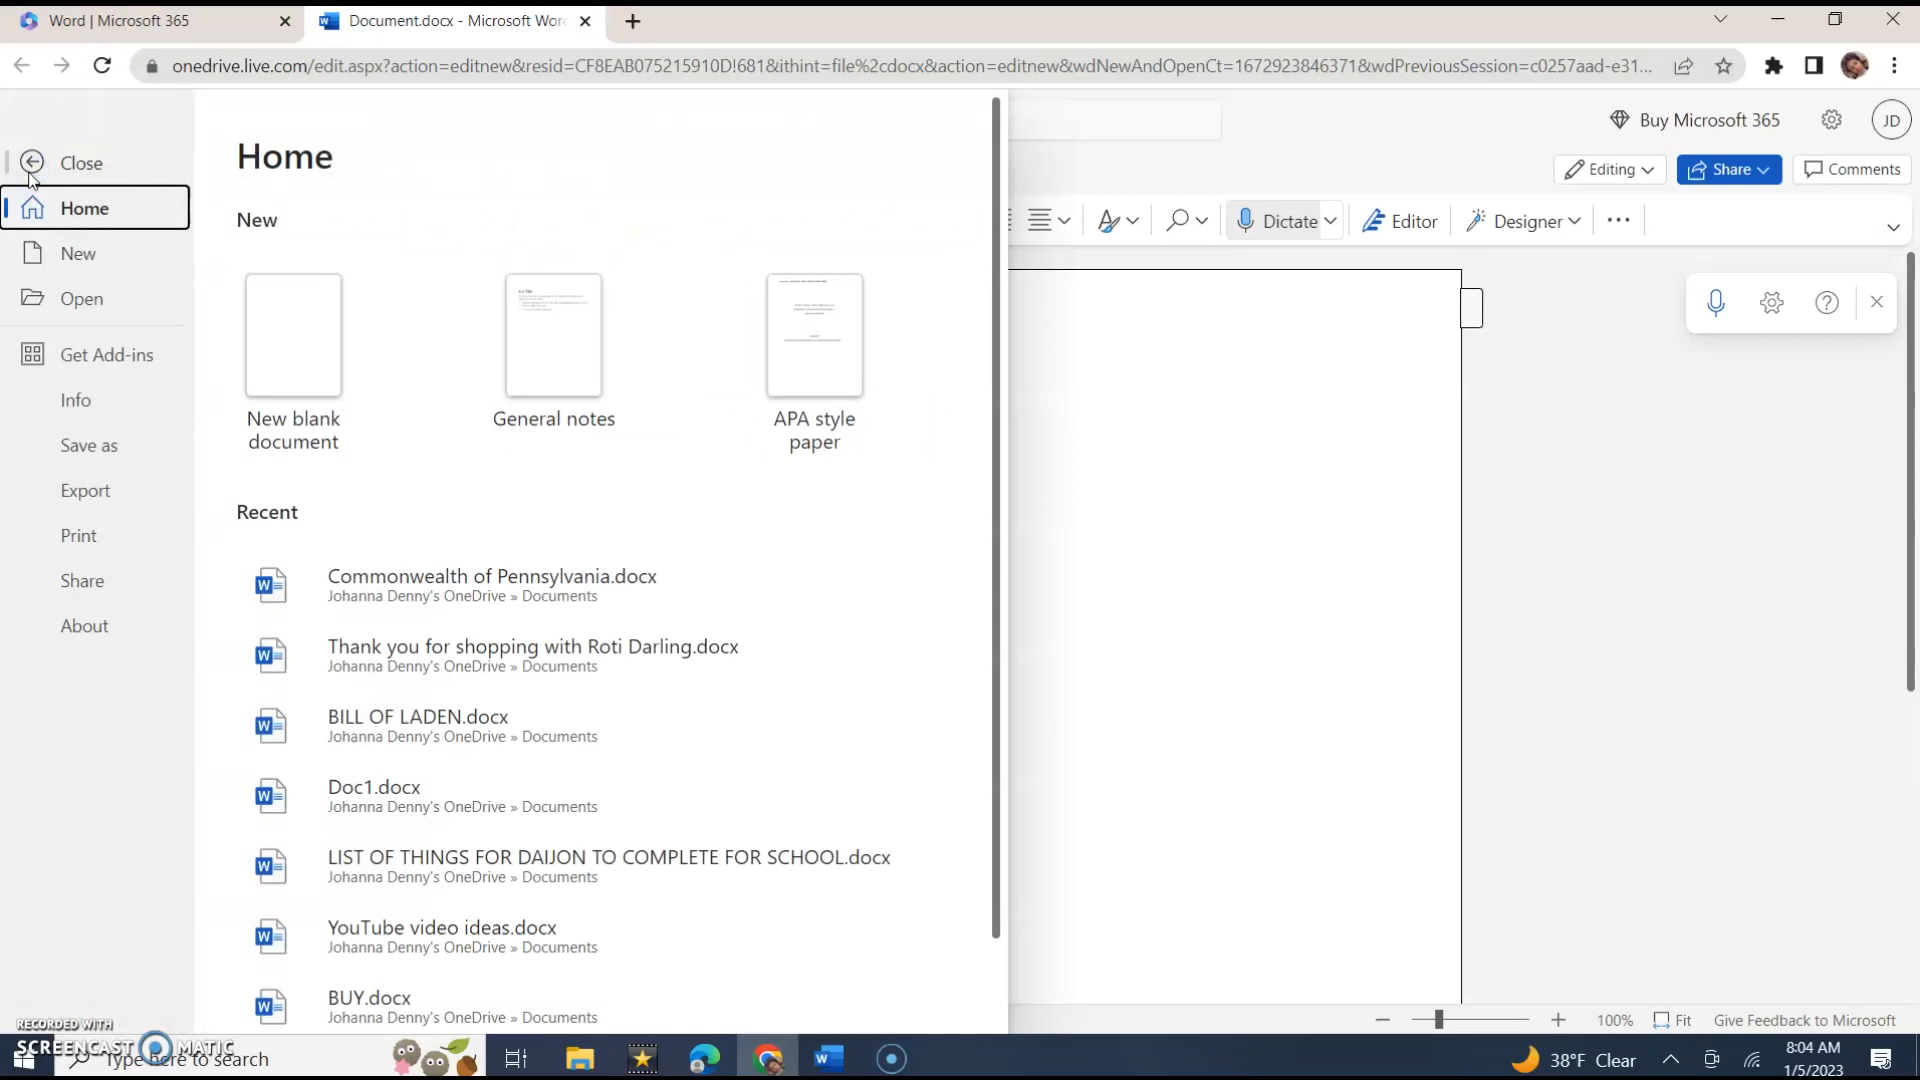 Word | Microsoft 365
Document.docx - Microsoft Wor
onedrive.live.com/edit.aspx?action=editnew&resid=CF8EAB075215910D!681&ithint=file%2cdocx&action=editnew&wdNewAndOpenCt=1672923846371&wdPreviousSession=c0257aad-e31...
Buy Microsoft 365
JD
Close
Home
New
Open
Get Add-ins
Info
Save as
Export
Print
Share
About
Home
New
New blank
document
General notes
APA style
paper
Recent
Commonwealth of Pennsylvania.docx
Johanna Denny's OneDrive » Documents
Thank you for shopping with Roti Darling.docx
Johanna Denny's OneDrive » Documents
BILL OF LADEN.docx
Johanna Denny's OneDrive » Documents
Doc1.docx
Johanna Denny's OneDrive » Documents
LIST OF THINGS FOR DAIJON TO COMPLETE FOR SCHOOL.docx
Johanna Denny's OneDrive » Documents
YouTube video ideas.docx
Johanna Denny's OneDrive » Documents
BUY.docx
Johanna Denny's OneDrive » Documents
Editing
Share
Comments
Dictate
Editor
Designer
100%
Fit
Give Feedback to Microsoft
RECORDED WITH
SCREENCAST MATIC
Type here to search
38°F Clear
8:04 AM
1/5/2023